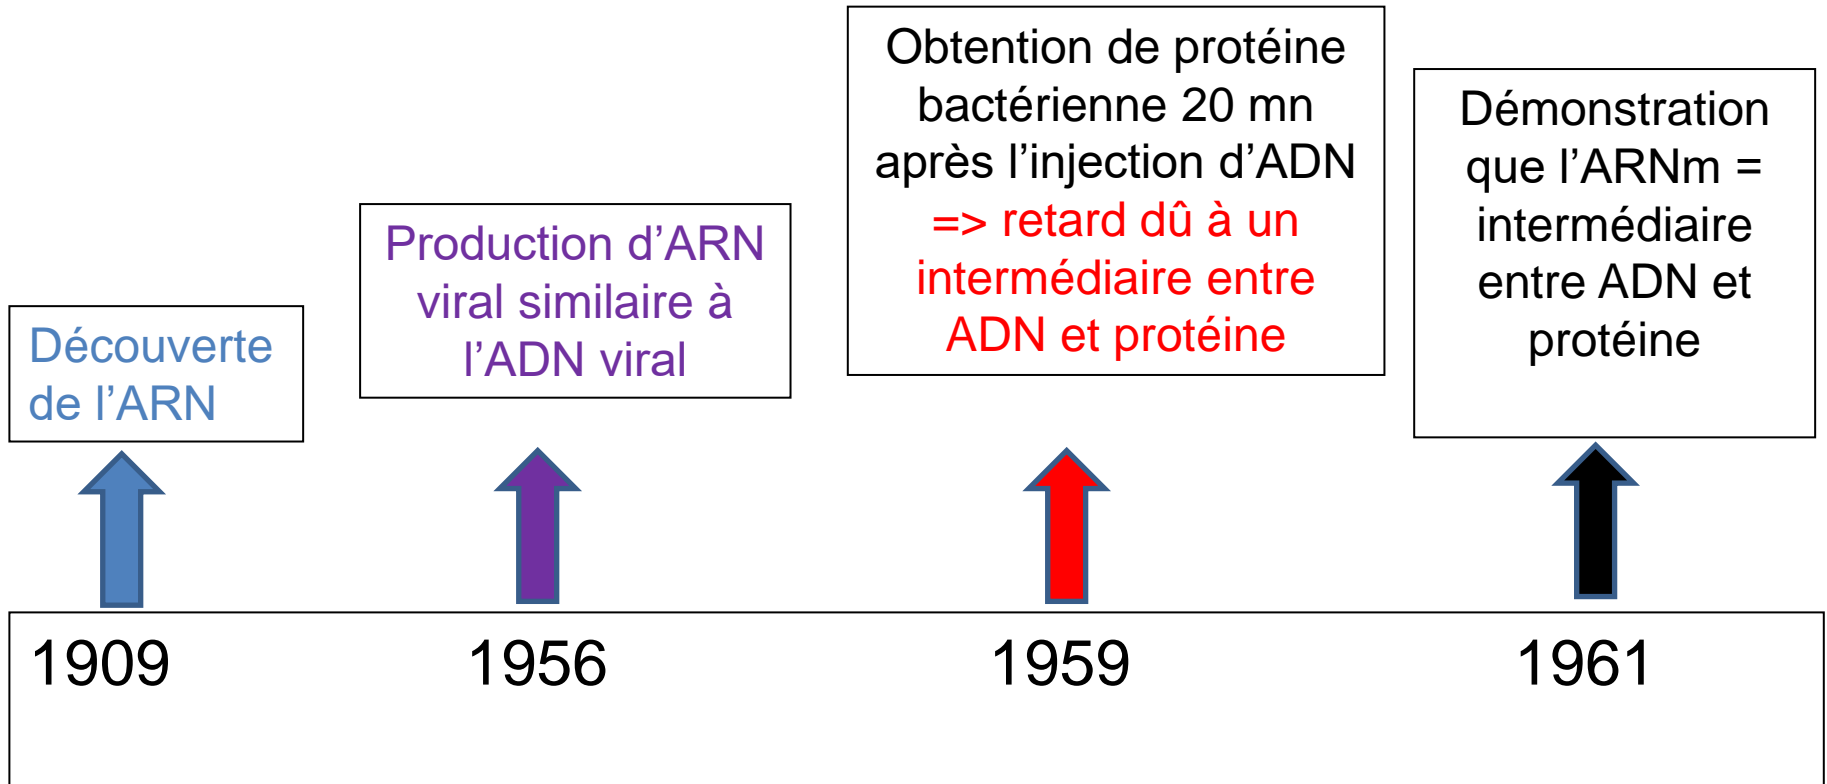 Découverte
de l'ARN
Production d'ARN
viral similaire à
l'ADN viral
Obtention de protéine
bactérienne 20 mn
après l'injection d'ADN
=> retard dû à un
intermédiaire entre
ADN et protéine
Démonstration
que l'ARNm =
intermédiaire
entre ADN et
protéine
1909
1956
1959
1961